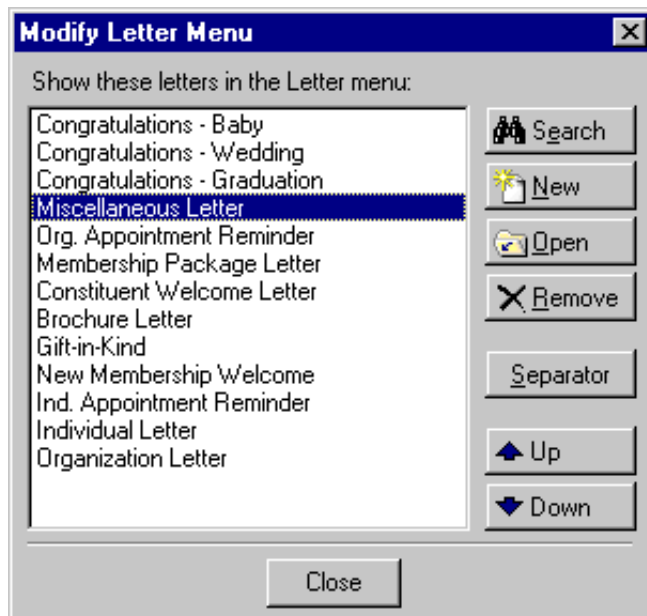 Modify Letter Menu
Show these letters in the Letter menu:
Congratulations - Baby
Congratulations - Wedding
Congratulations - Graduation
Miscellaneous Letter
Org. Appointment Reminder
Membership Package Letter
Constituent Welcome Letter
Brochure Letter
Gift-in-Kind
New Membership Welcome
Ind. Appointment Reminder
Individual Letter
Organization Letter
Search
New
Open
Remove
Separator
Up
Down
Close